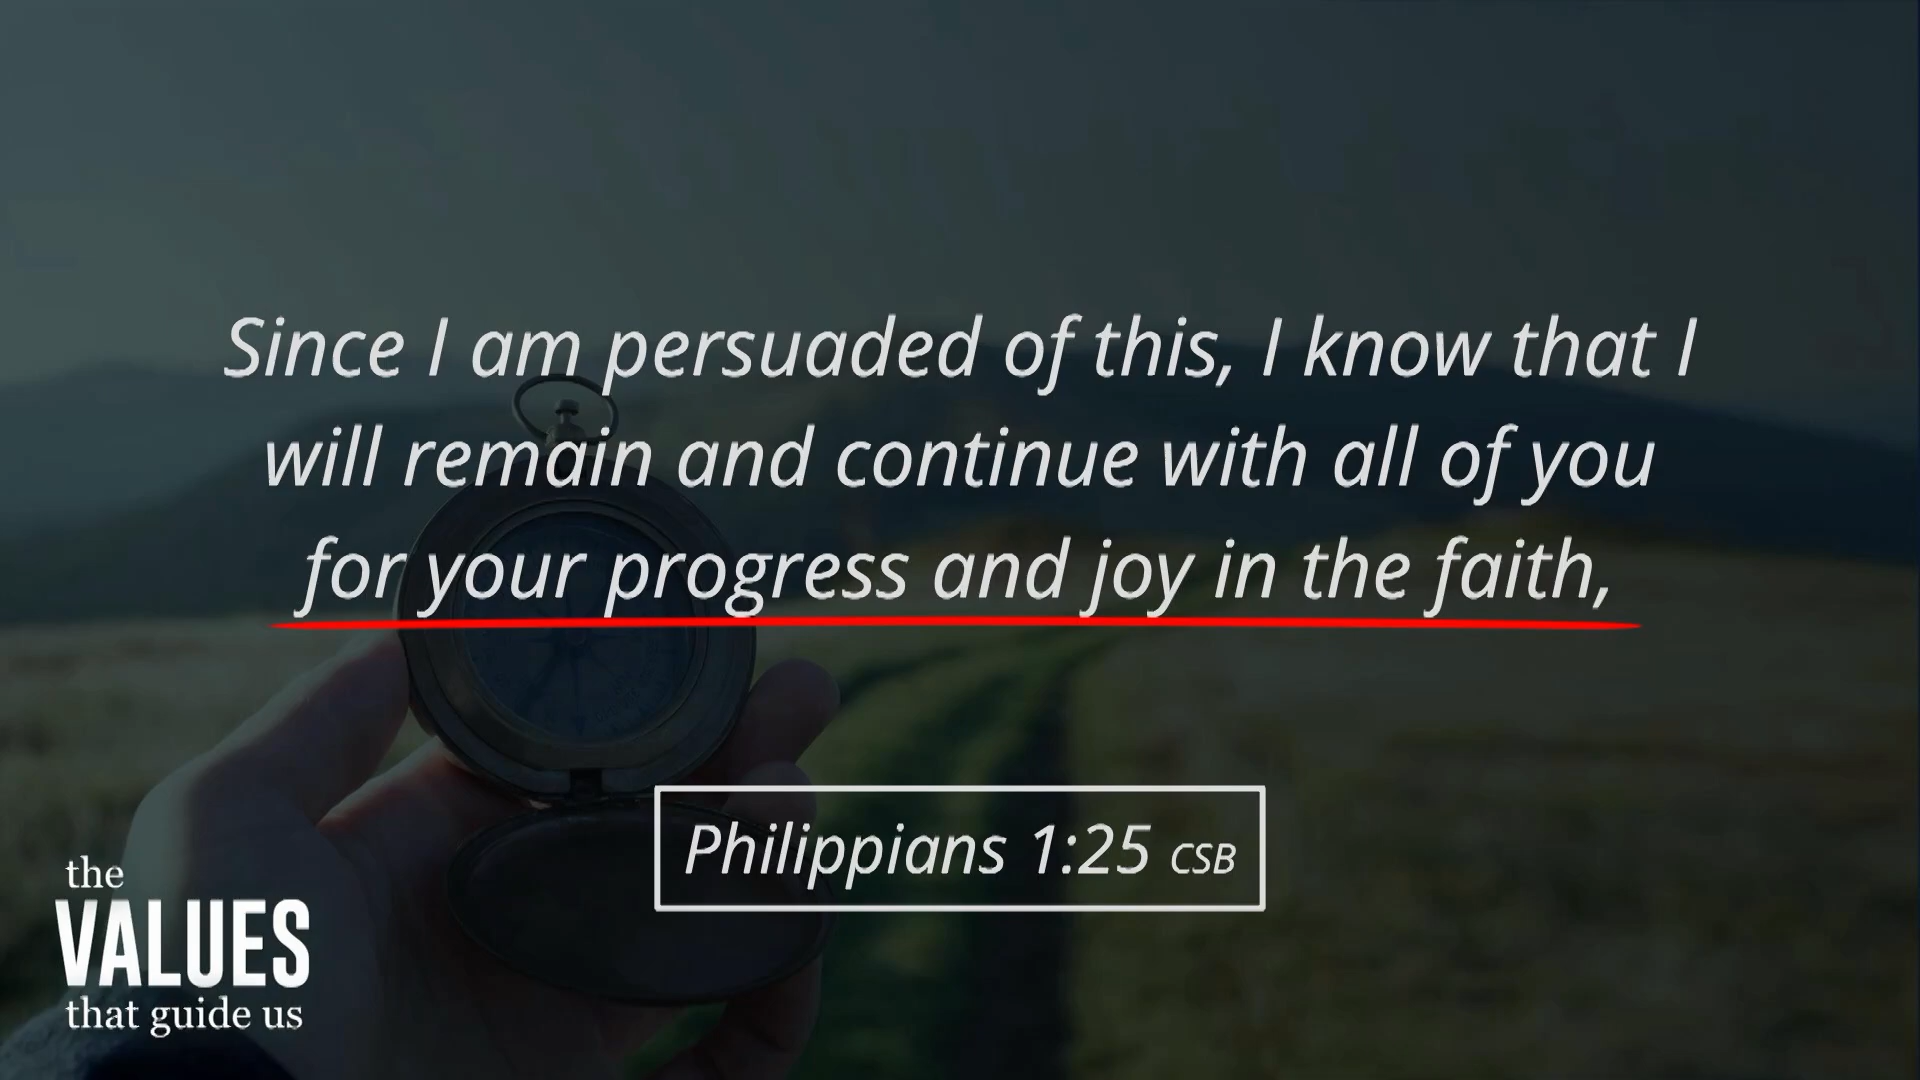 Since I am persuaded of this, I know that I
will remain and continue with all of you
for your progress and joy in the faith,
Philippians 1:25 CSB
the
VALUES
that guide us